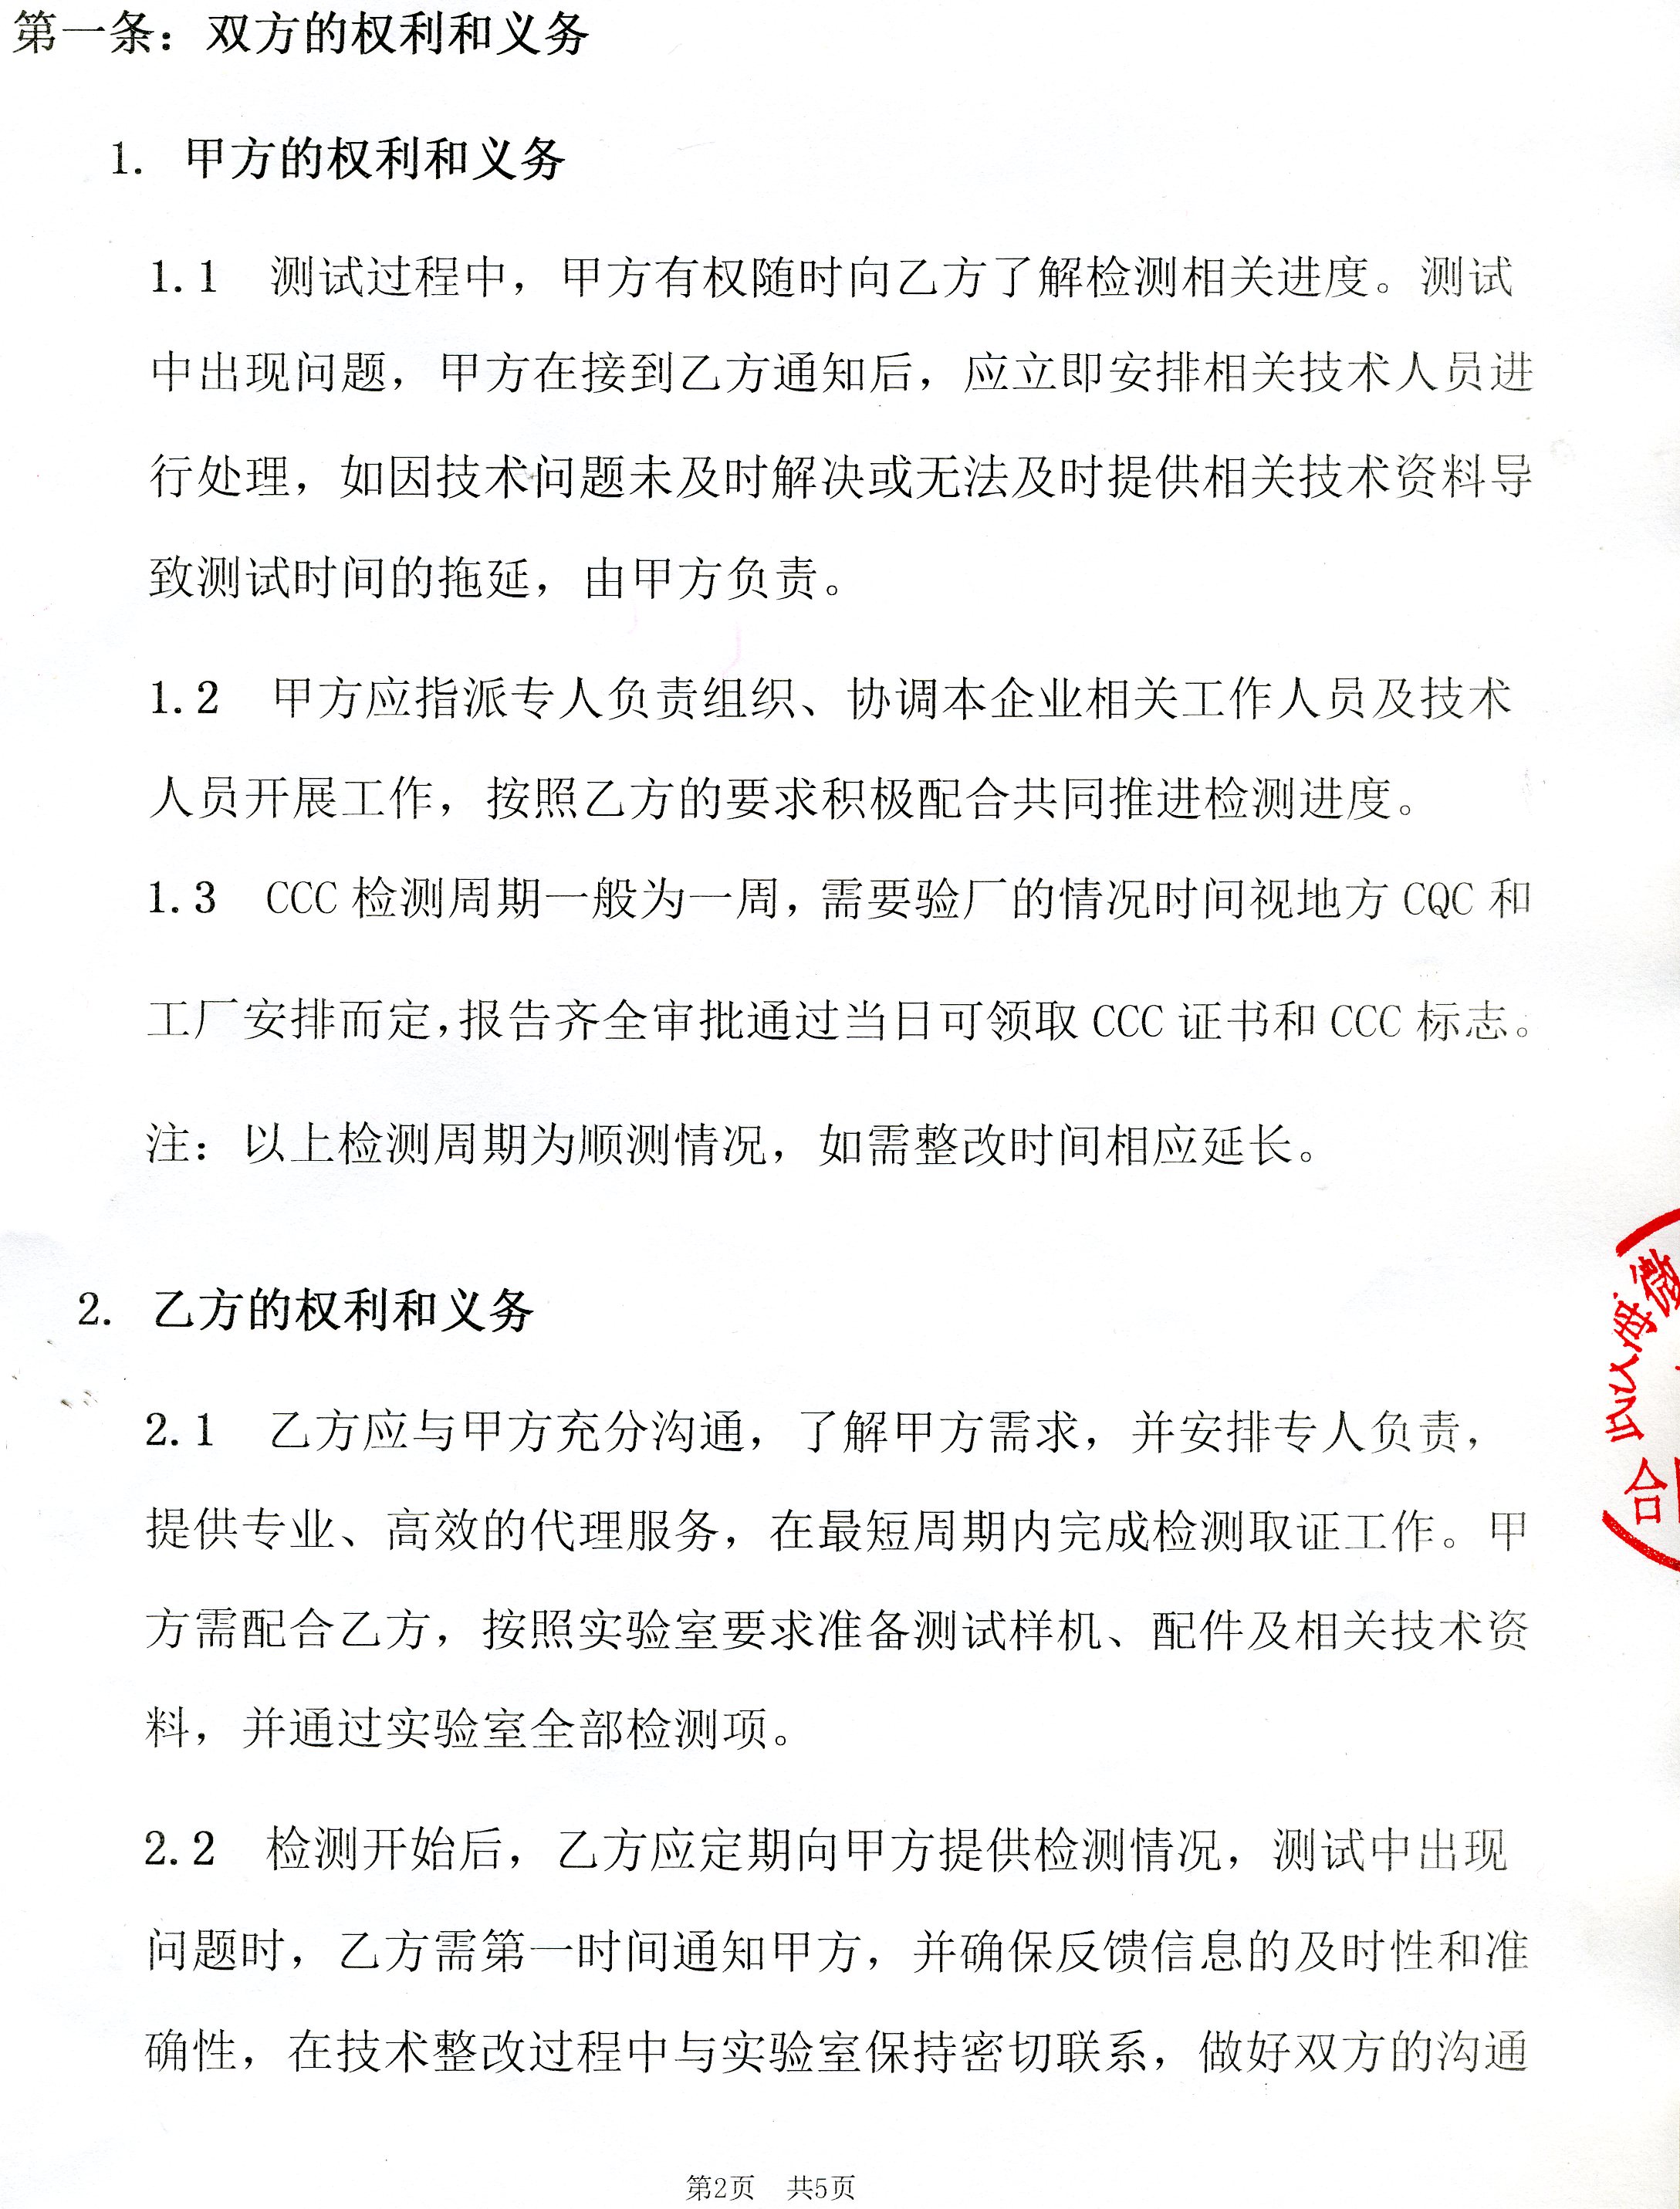 第一条：双方的权利和义务
1. 甲方的权利和义务
1.1 测试过程中，甲方有权随时向乙方了解检测相关进度。测试
中出现问题，甲方在接到乙方通知后，应立即安排相关技术人员进
行处理，如因技术问题未及时解决或无法及时提供相关技术资料导
致测试时间的拖延，由甲方负责。
1.2 甲方应指派专人负责组织、协调本企业相关工作人员及技术
人员开展工作，按照乙方的要求积极配合共同推进检测进度。
1.3 CCC 检测周期一般为一周，需要验厂的情况时间视地方 CQC 和
工厂安排而定，报告齐全审批通过当日可领取 CCC 证书和 CCC 标志。
注：以上检测周期为顺测情况，如需整改时间相应延长。
2. 乙方的权利和义务
2.1 乙方应与甲方充分沟通，了解甲方需求，并安排专人负责，
提供专业、高效的代理服务，在最短周期内完成检测取证工作。甲
方需配合乙方，按照实验室要求准备测试样机、配件及相关技术资
料，并通过实验室全部检测项。
2.2 检测开始后，乙方应定期向甲方提供检测情况，测试中出现
问题时，乙方需第一时间通知甲方，并确保反馈信息的及时性和准
确性，在技术整改过程中与实验室保持密切联系，做好双方的沟通
海微
合
第2页 共5页